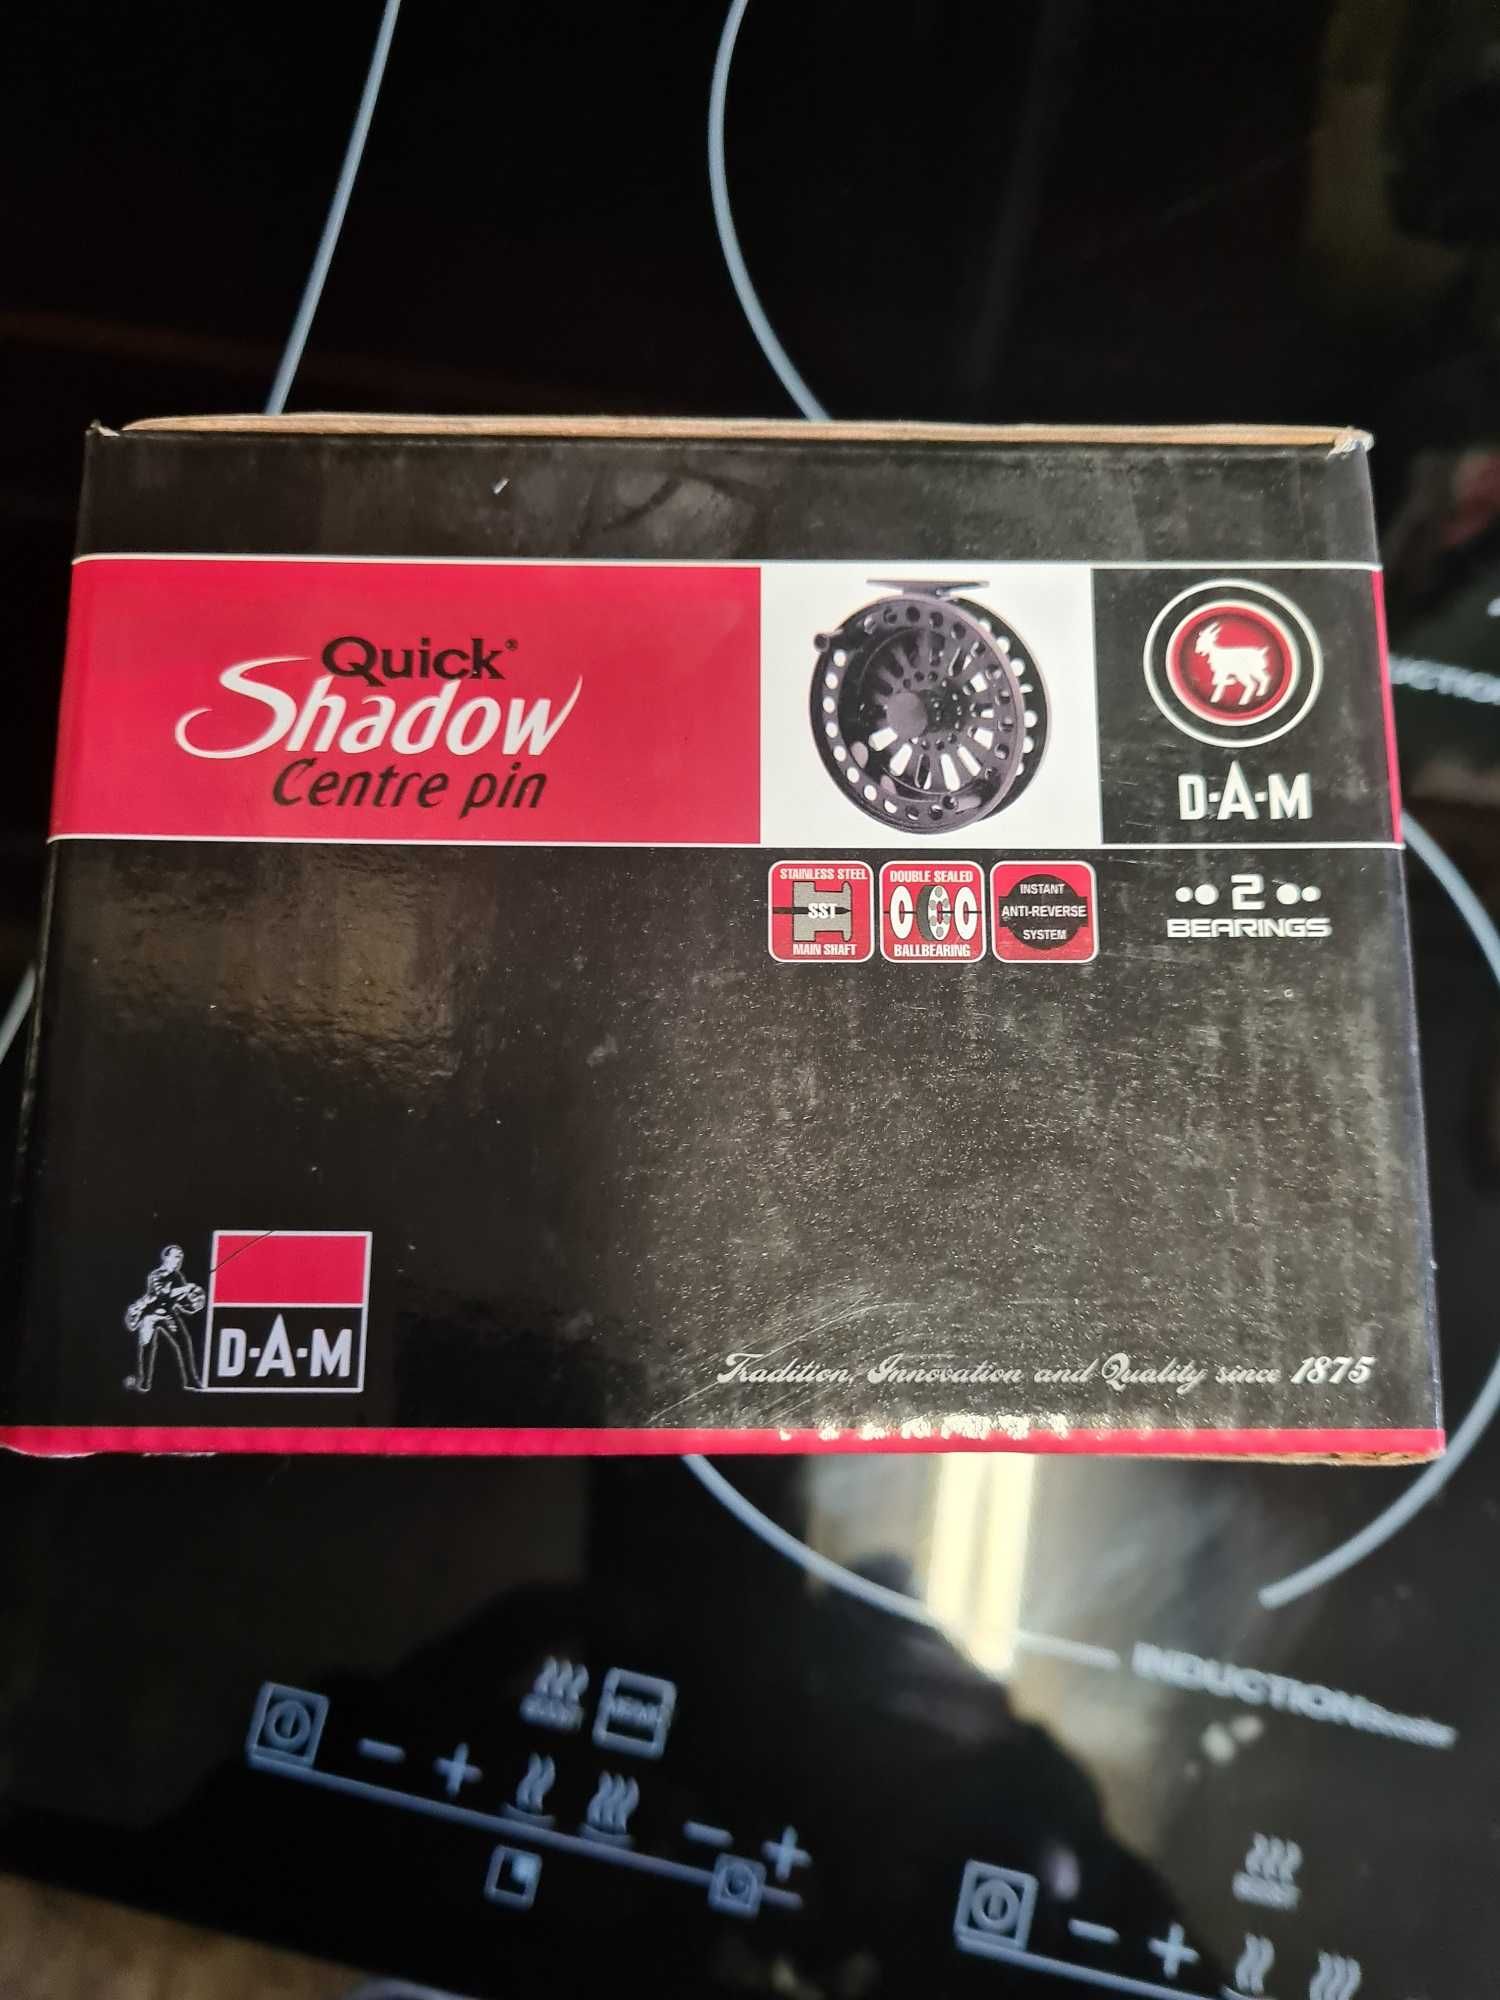 Quick®
Shadow
Centre pin
D·A·M
STAINLESS STEEL
SST
MAIN SHAFT
DOUBLE SEALED
BALLBEARING
INSTANT
ANTI-REVERSE
SYSTEM
2
BEARINGS
D·A·M
Tradition, Innovation and Quality since 1875
INDUCTION